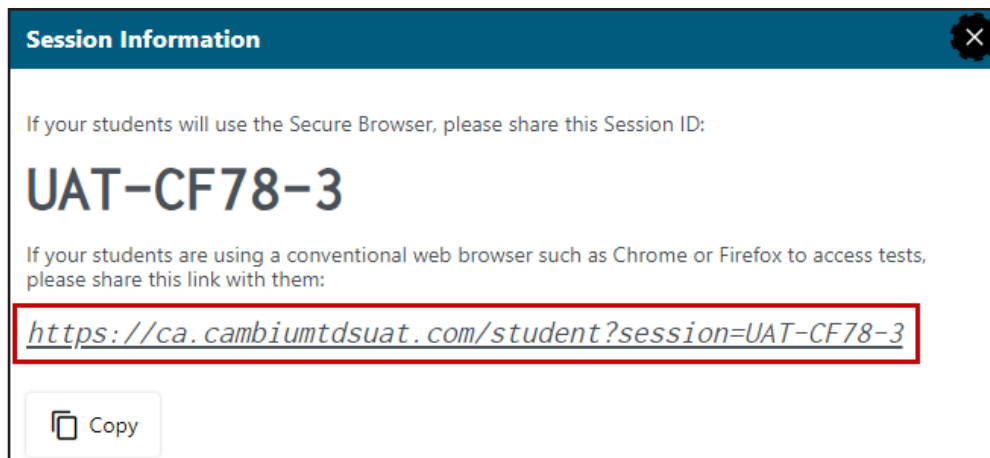 Session Information
If your students will use the Secure Browser, please share this Session ID:
UAT-CF78-3
If your students are using a conventional web browser such as Chrome or Firefox to access tests,
please share this link with them:
https://ca.cambiumtdsuat.com/student?session=UAT-CF78-3
Copy